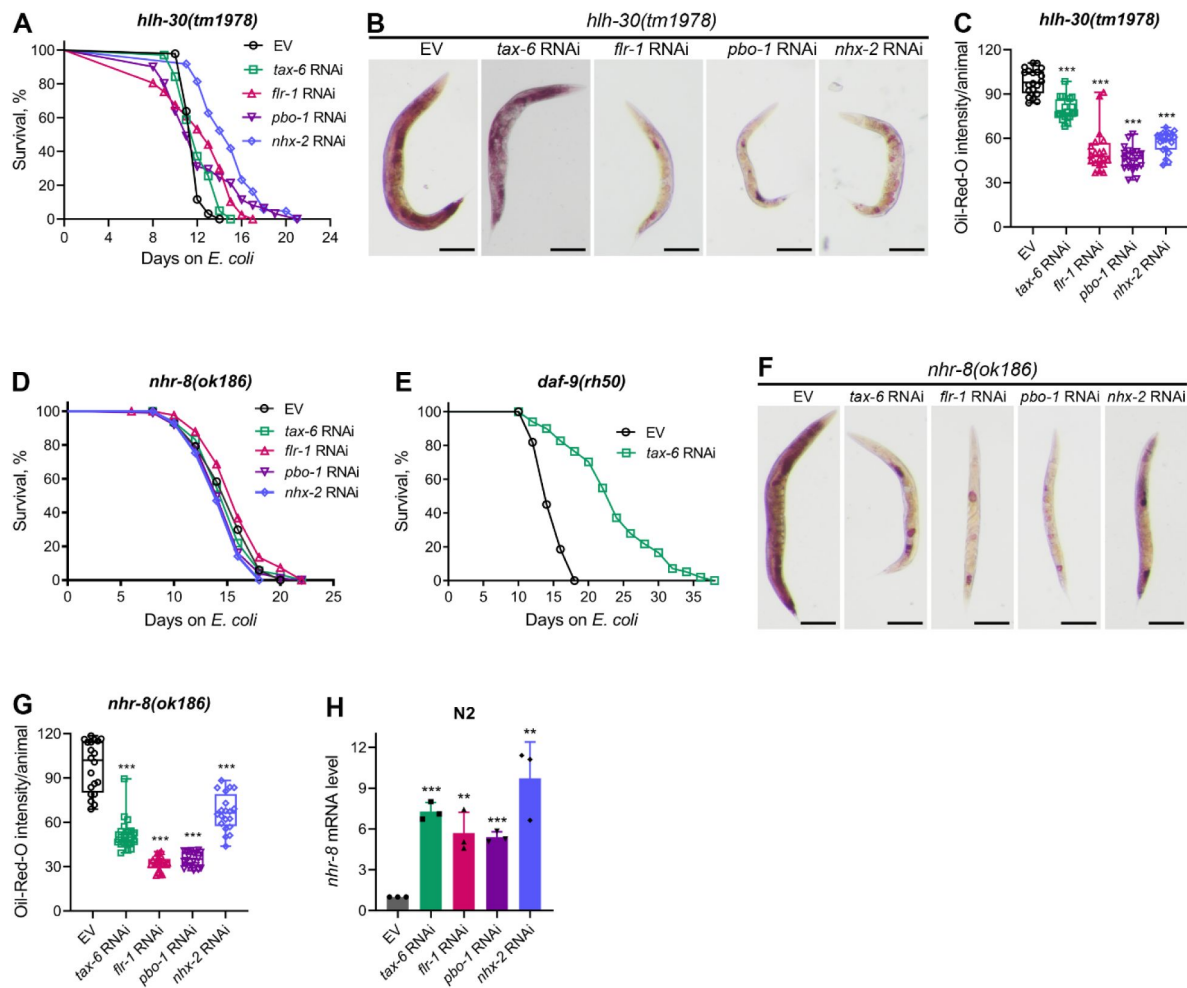 A
hlh-30(tm1978)
Survival, %
100
80
60
40
20
0
0 4 8 12 16 20 24
Days on E. coli
EV
tax-6 RNAi
flr-1 RNAi
pbo-1 RNAi
nhx-2 RNAi
B
hlh-30(tm1978)
EV tax-6 RNAi flr-1 RNAi pbo-1 RNAi nhx-2 RNAi
C
hlh-30(tm1978)
Oil-Red-O intensity/animal
120
90
60
30
0
*** *** *** ***
EV tax-6 RNAi flr-1 RNAi pbo-1 RNAi nhx-2 RNAi
D
nhr-8(ok186)
Survival, %
100
80
60
40
20
0
0 5 10 15 20 25
Days on E. coli
EV
tax-6 RNAi
flr-1 RNAi
pbo-1 RNAi
nhx-2 RNAi
E
daf-9(rh50)
Survival, %
100
80
60
40
20
0
0 5 10 15 20 25 30 35
Days on E. coli
EV
tax-6 RNAi
F
nhr-8(ok186)
EV tax-6 RNAi flr-1 RNAi pbo-1 RNAi nhx-2 RNAi
G
nhr-8(ok186)
Oil-Red-O intensity/animal
120
90
60
30
0
*** *** *** ***
EV tax-6 RNAi flr-1 RNAi pbo-1 RNAi nhx-2 RNAi
H
N2
nhr-8 mRNA level
12
9
6
3
0
*** ** *** **
EV tax-6 RNAi flr-1 RNAi pbo-1 RNAi nhx-2 RNAi